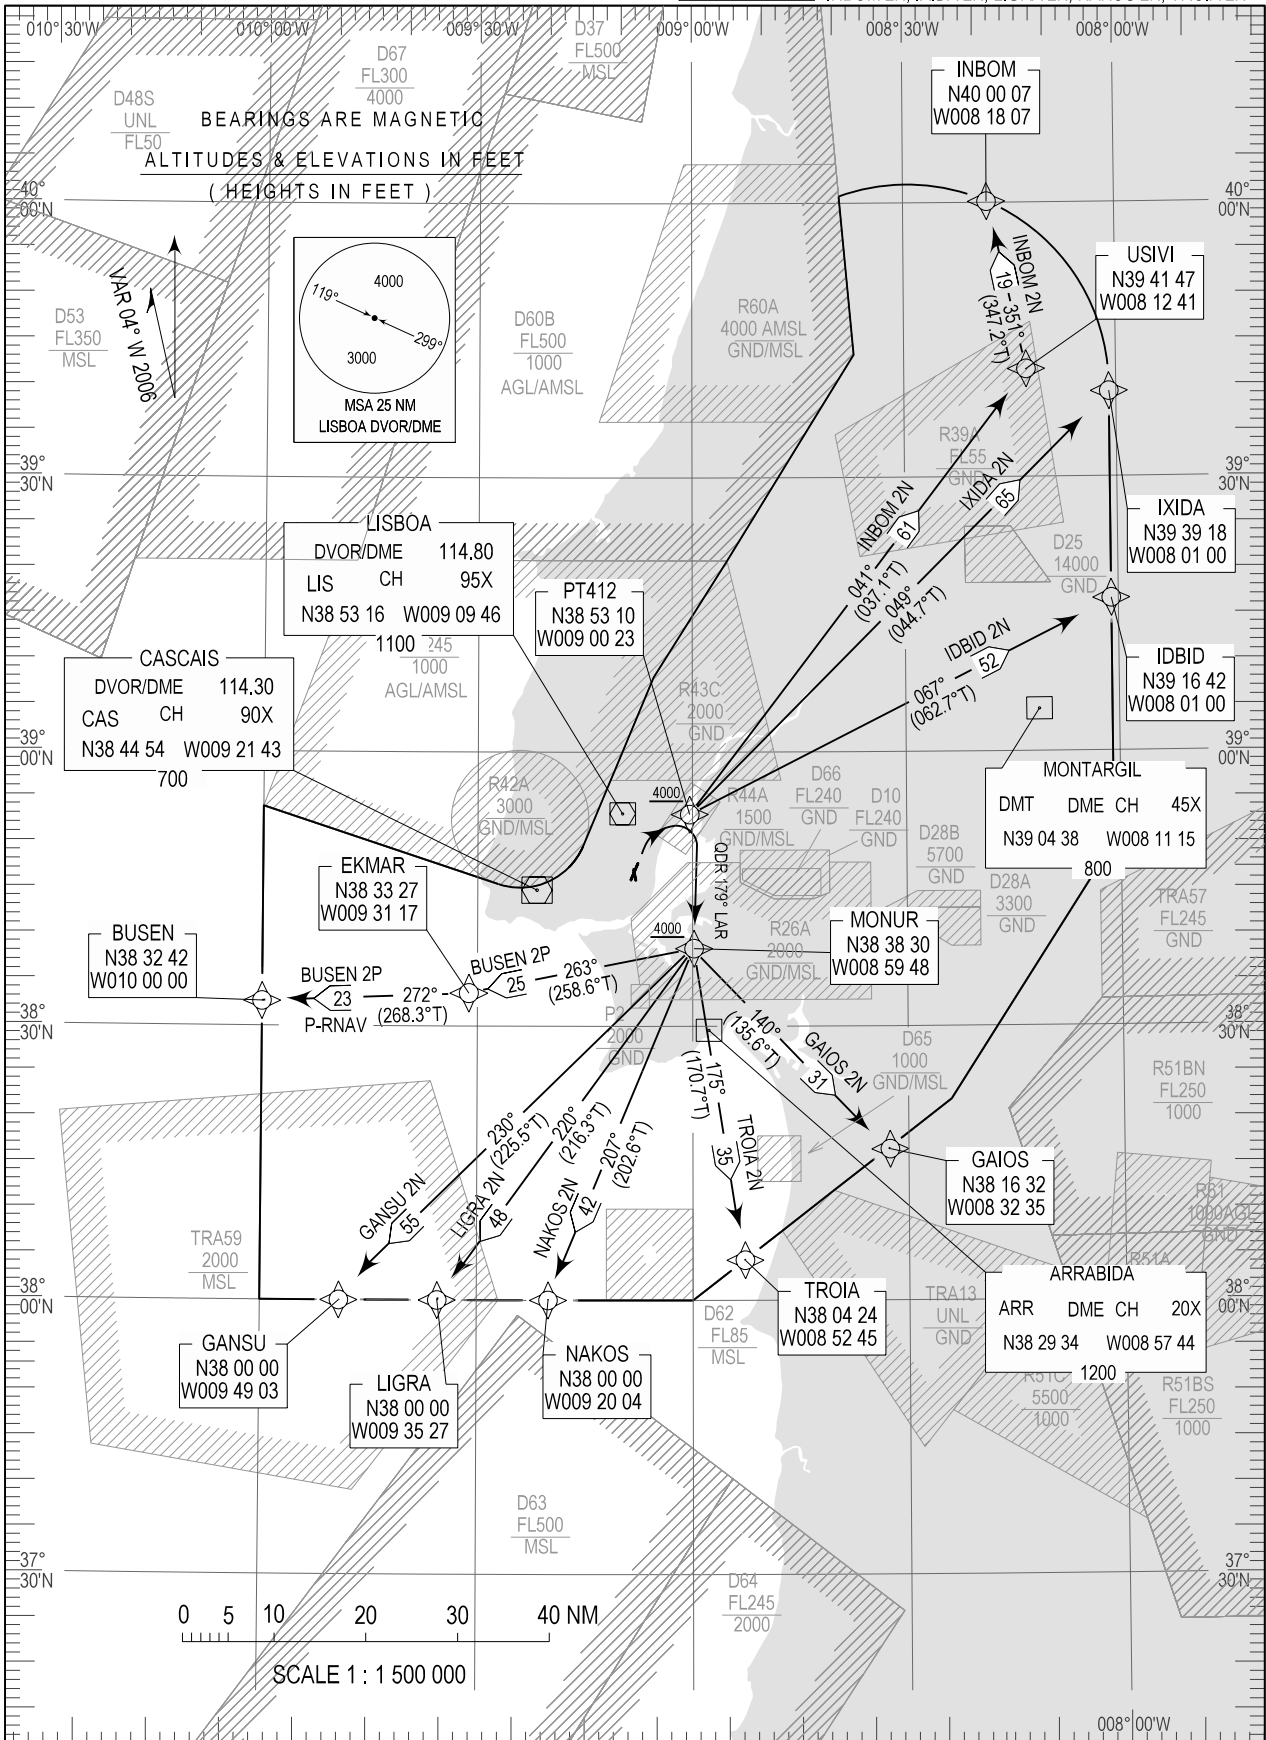 010°30'W
010°00'W
009°30'W
009°00'W
008°30'W
008°00'W
D37
FL500
MSL
D67
FL300
4000
D48S
UNL
FL50
BEARINGS ARE MAGNETIC
ALTITUDES & ELEVATIONS IN FEET
( HEIGHTS IN FEET )
INBOM
N40 00 07
W008 18 07
40°
00'N
40°
00'N
VAR 04° W 2006
4000
119°
299°
3000
MSA 25 NM
LISBOA DVOR/DME
D53
FL350
MSL
D60B
FL500
1000
AGL/AMSL
R60A
4000 AMSL
GND/MSL
INBOM 2N
19 - 351°
(347.2°T)
USIVI
N39 41 47
W008 12 41
R39A
FL55
GND
39°
30'N
39°
30'N
INBOM 2N
61
IXIDA 2N
65
IXIDA
N39 39 18
W008 01 00
D25
14000
GND
LISBOA
DVOR/DME 114.80
LIS CH 95X
N38 53 16 W009 09 46
1100
245
1000
AGL/AMSL
PT412
N38 53 10
W009 00 23
041°
(037.1°T)
049°
(044.7°T)
IDBID 2N
52
067°
(062.7°T)
IDBID
N39 16 42
W008 01 00
CASCAIS
DVOR/DME 114.30
CAS CH 90X
N38 44 54 W009 21 43
700
R43C
2000
GND
39°
00'N
39°
00'N
R42A
3000
GND/MSL
4000
R44A
1500
GND/MSL
D66
FL240
GND
D10
FL240
GND
MONTARGIL
DMT DME CH 45X
N39 04 38 W008 11 15
800
D28B
5700
GND
D28A
3300
GND
TRA57
FL245
GND
EKMAR
N38 33 27
W009 31 17
QDR 179° LAR
4000
R26A
2000
GND/MSL
MONUR
N38 38 30
W008 59 48
BUSEN
N38 32 42
W010 00 00
BUSEN 2P
23
272°
(268.3°T)
P-RNAV
BUSEN 2P
25
263°
(258.6°T)
P2
2000
GND
38°
30'N
38°
30'N
140°
(135.6°T)
GAIOS 2N
31
D65
1000
GND/MSL
R51BN
FL250
1000
175°
(170.7°T)
TROIA 2N
35
230°
(225.5°T)
220°
(216.3°T)
207°
(202.6°T)
GANSU 2N
55
LIGRA 2N
48
NAKOS 2N
42
GAIOS
N38 16 32
W008 32 35
R61
1000AGL
GND
R51A
TRA59
2000
MSL
38°
00'N
38°
00'N
GANSU
N38 00 00
W009 49 03
LIGRA
N38 00 00
W009 35 27
NAKOS
N38 00 00
W009 20 04
D62
FL85
MSL
TROIA
N38 04 24
W008 52 45
TRA13
UNL
GND
ARRABIDA
ARR DME CH 20X
N38 29 34 W008 57 44
1200
R51C
5500
1000
R51BS
FL250
1000
D63
FL500
MSL
37°
30'N
37°
30'N
D64
FL245
2000
0 5 10 20 30 40 NM
SCALE 1 : 1 500 000
008°00'W